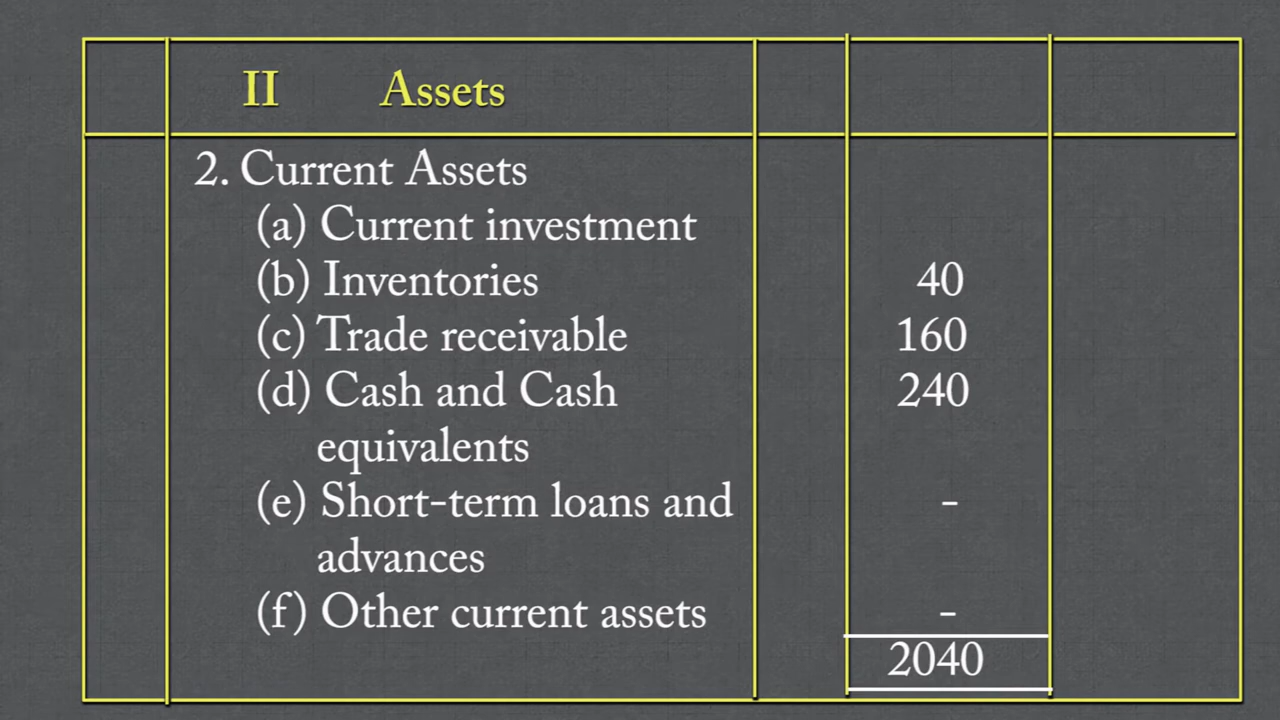 II Assets
2. Current Assets
(a) Current investment
(b) Inventories 40
(c) Trade receivable 160
(d) Cash and Cash 240
equivalents
(e) Short-term loans and -
advances
(f) Other current assets -
2040